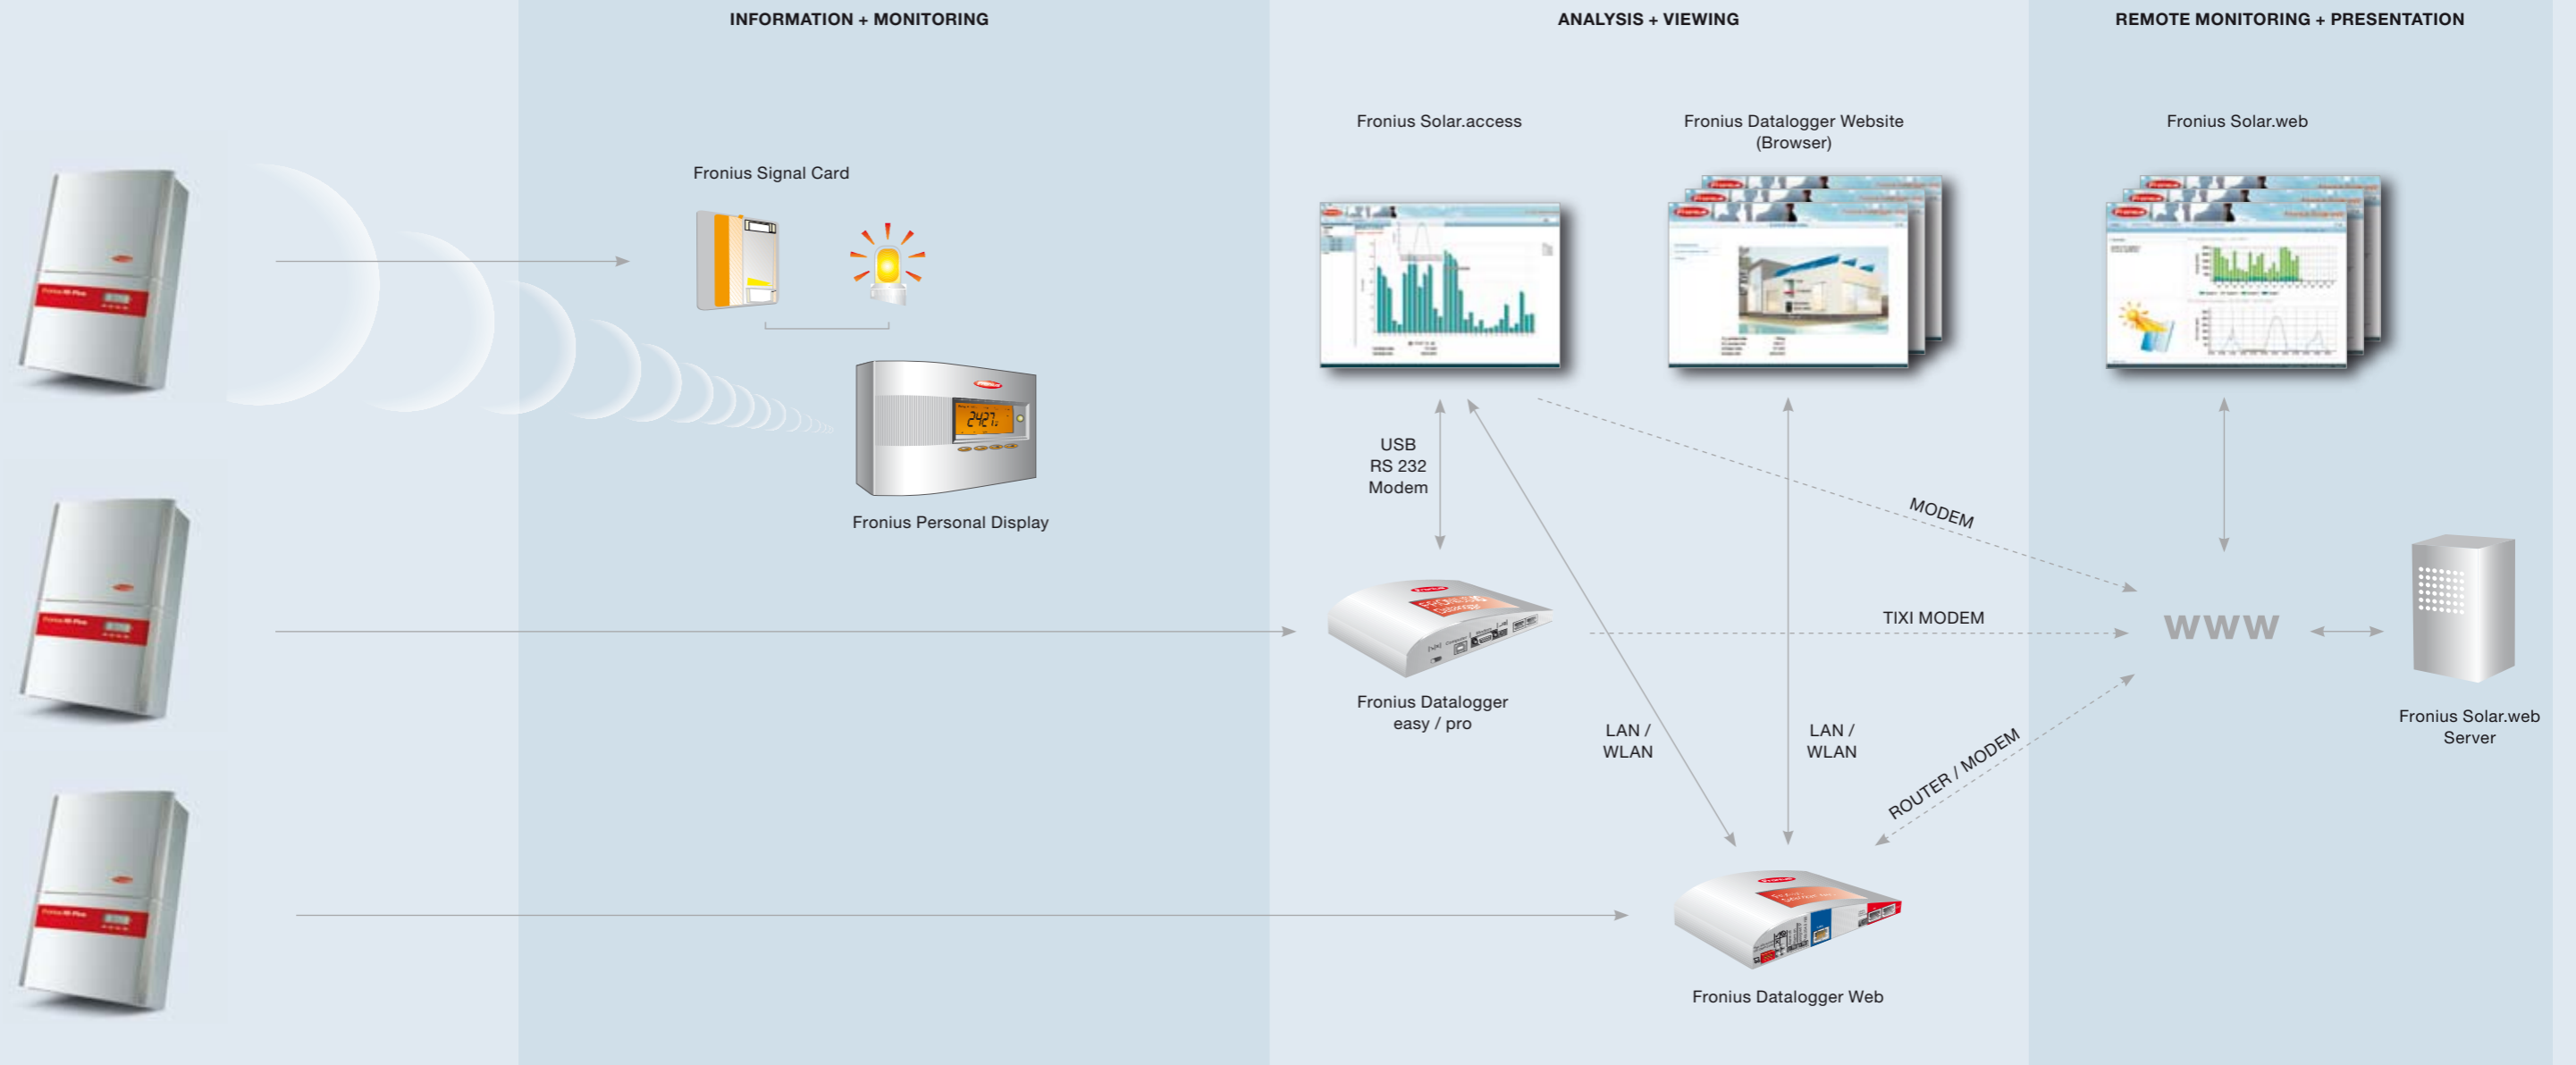 INFORMATION + MONITORING
ANALYSIS + VIEWING
REMOTE MONITORING + PRESENTATION
Fronius Signal Card
Fronius Personal Display
2427
Fronius Solar.access
Fronius Datalogger Website
(Browser)
Fronius Solar.web
USB
RS 232
Modem
MODEM
TIXI MODEM
WWW
Fronius Datalogger
easy / pro
LAN /
WLAN
LAN /
WLAN
ROUTER / MODEM
Fronius Solar.web
Server
Fronius Datalogger Web